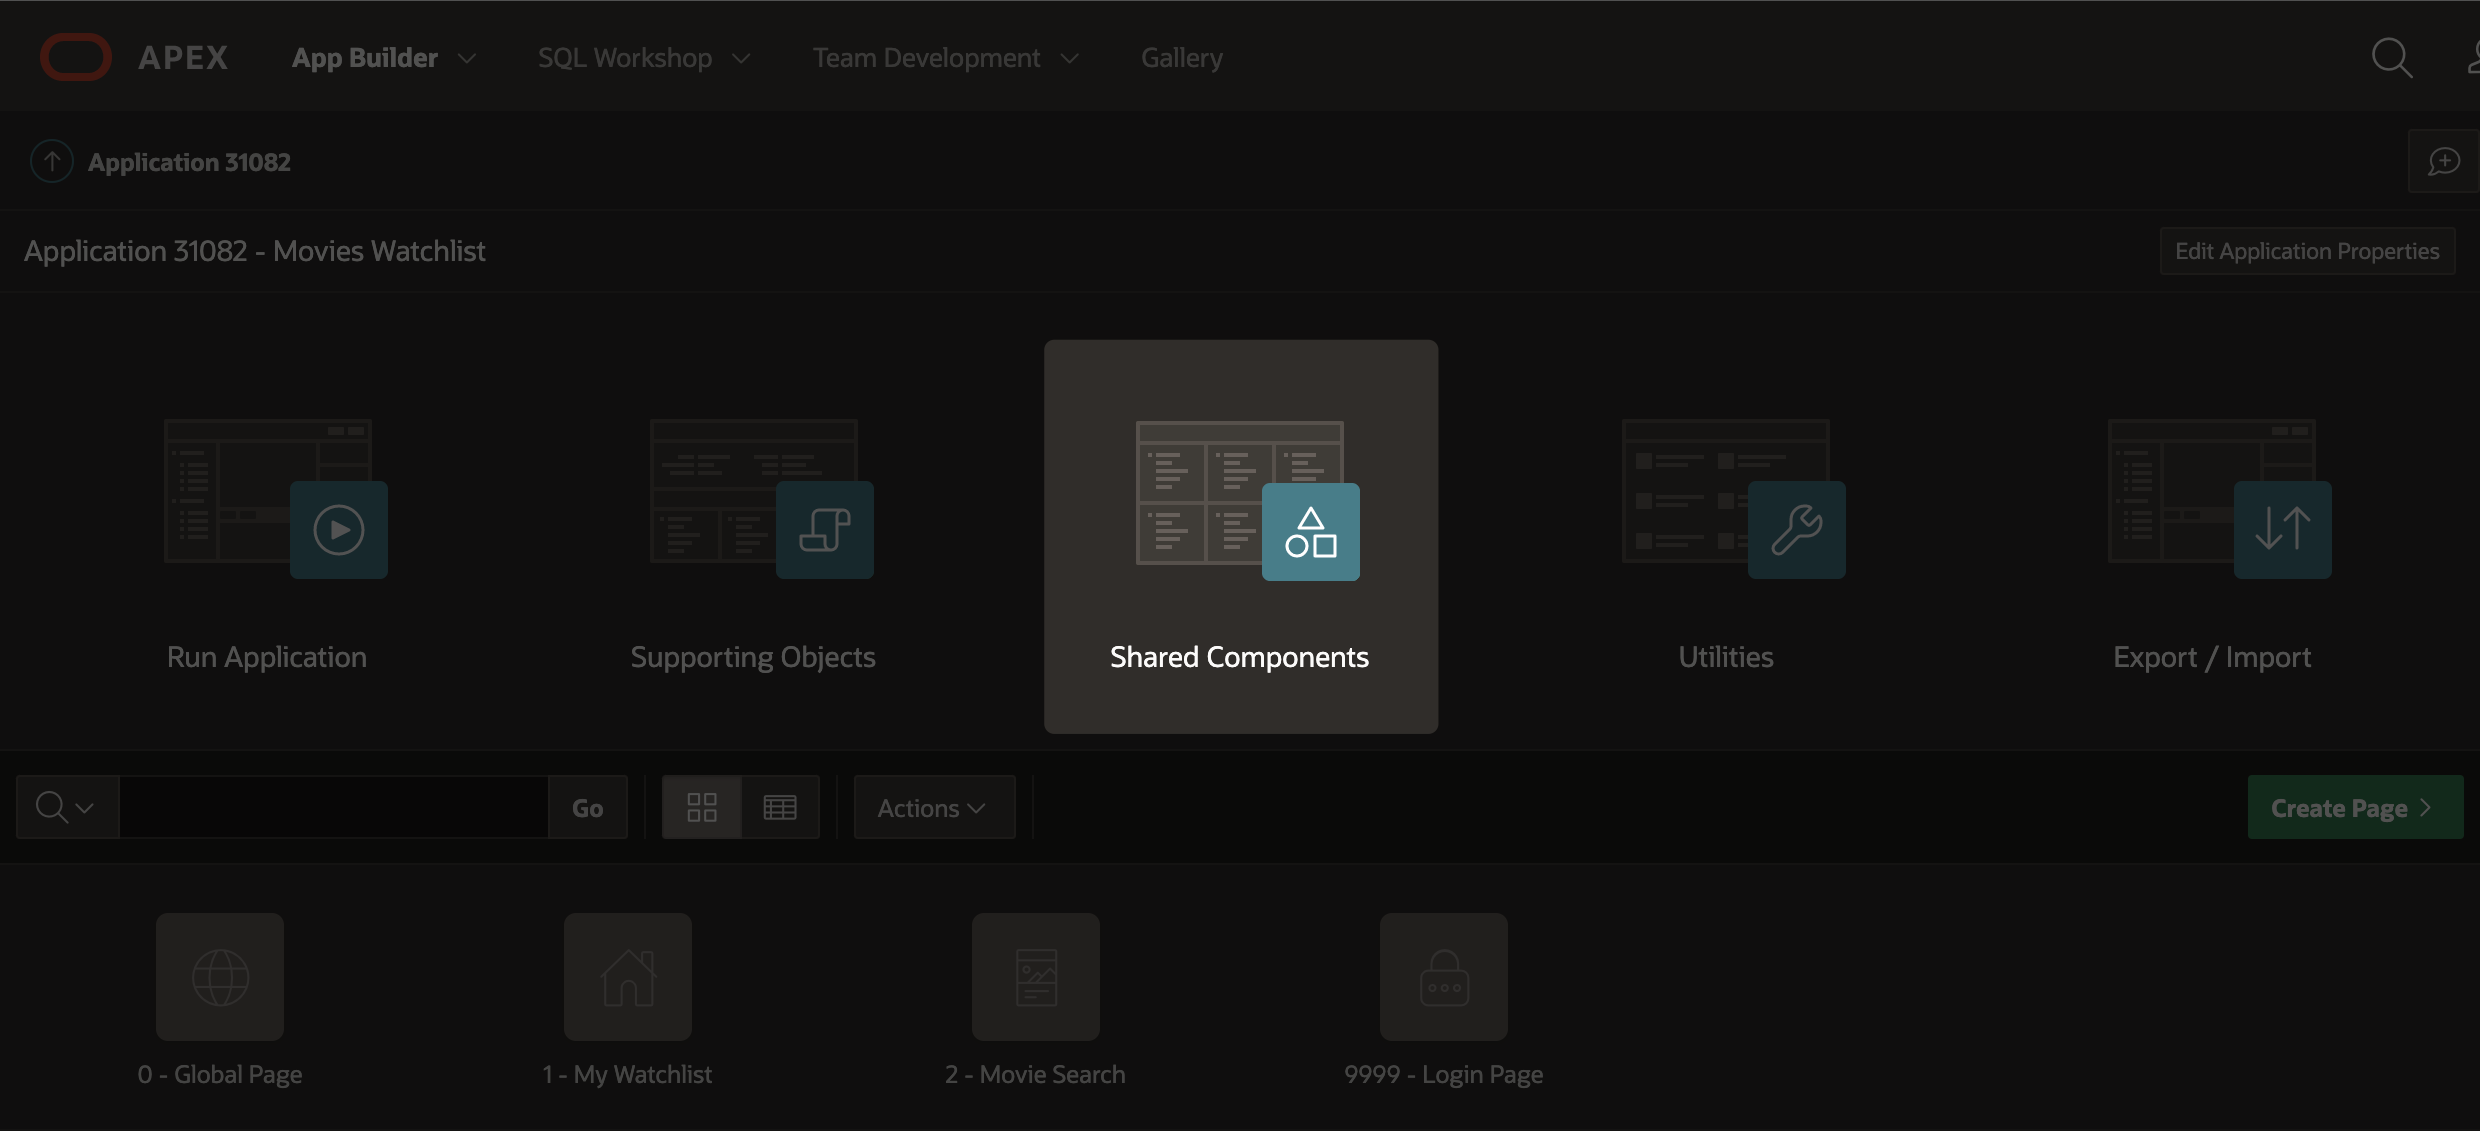 APEX App Builder SQL Workshop Team Development Gallery
Application 31082
Application 31082 - Movies Watchlist Edit Application Properties
Run Application Supporting Objects Shared Components Utilities Export / Import
Go Actions Create Page
0 - Global Page 1 - My Watchlist 2 - Movie Search 9999 - Login Page